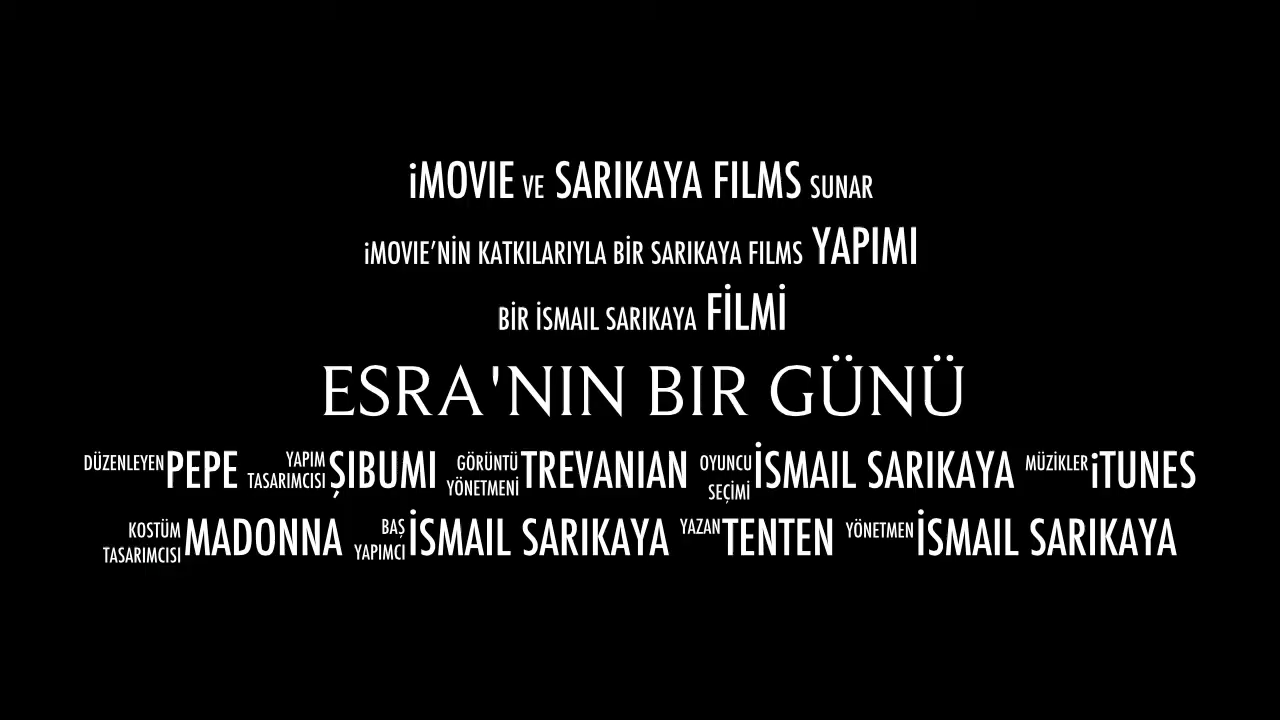 iMOVIE VE SARIKAYA FILMS SUNAR
iMOVIE’NİN KATKILARIYLA BİR SARIKAYA FILMS YAPIMI
BİR İSMAIL SARIKAYA FİLMİ
ESRA'NIN BIR GÜNÜ
DÜZENLEYEN PEPE YAPIM TASARIMCISI ŞIBUMI GÖRÜNTÜ YÖNETMENİ TREVANIAN OYUNCU SEÇİMİ İSMAIL SARIKAYA MÜZİKLER iTUNES
KOSTÜM TASARIMCISI MADONNA BAŞ YAPIMCI İSMAIL SARIKAYA YAZAN TENTEN YÖNETMEN İSMAIL SARIKAYA